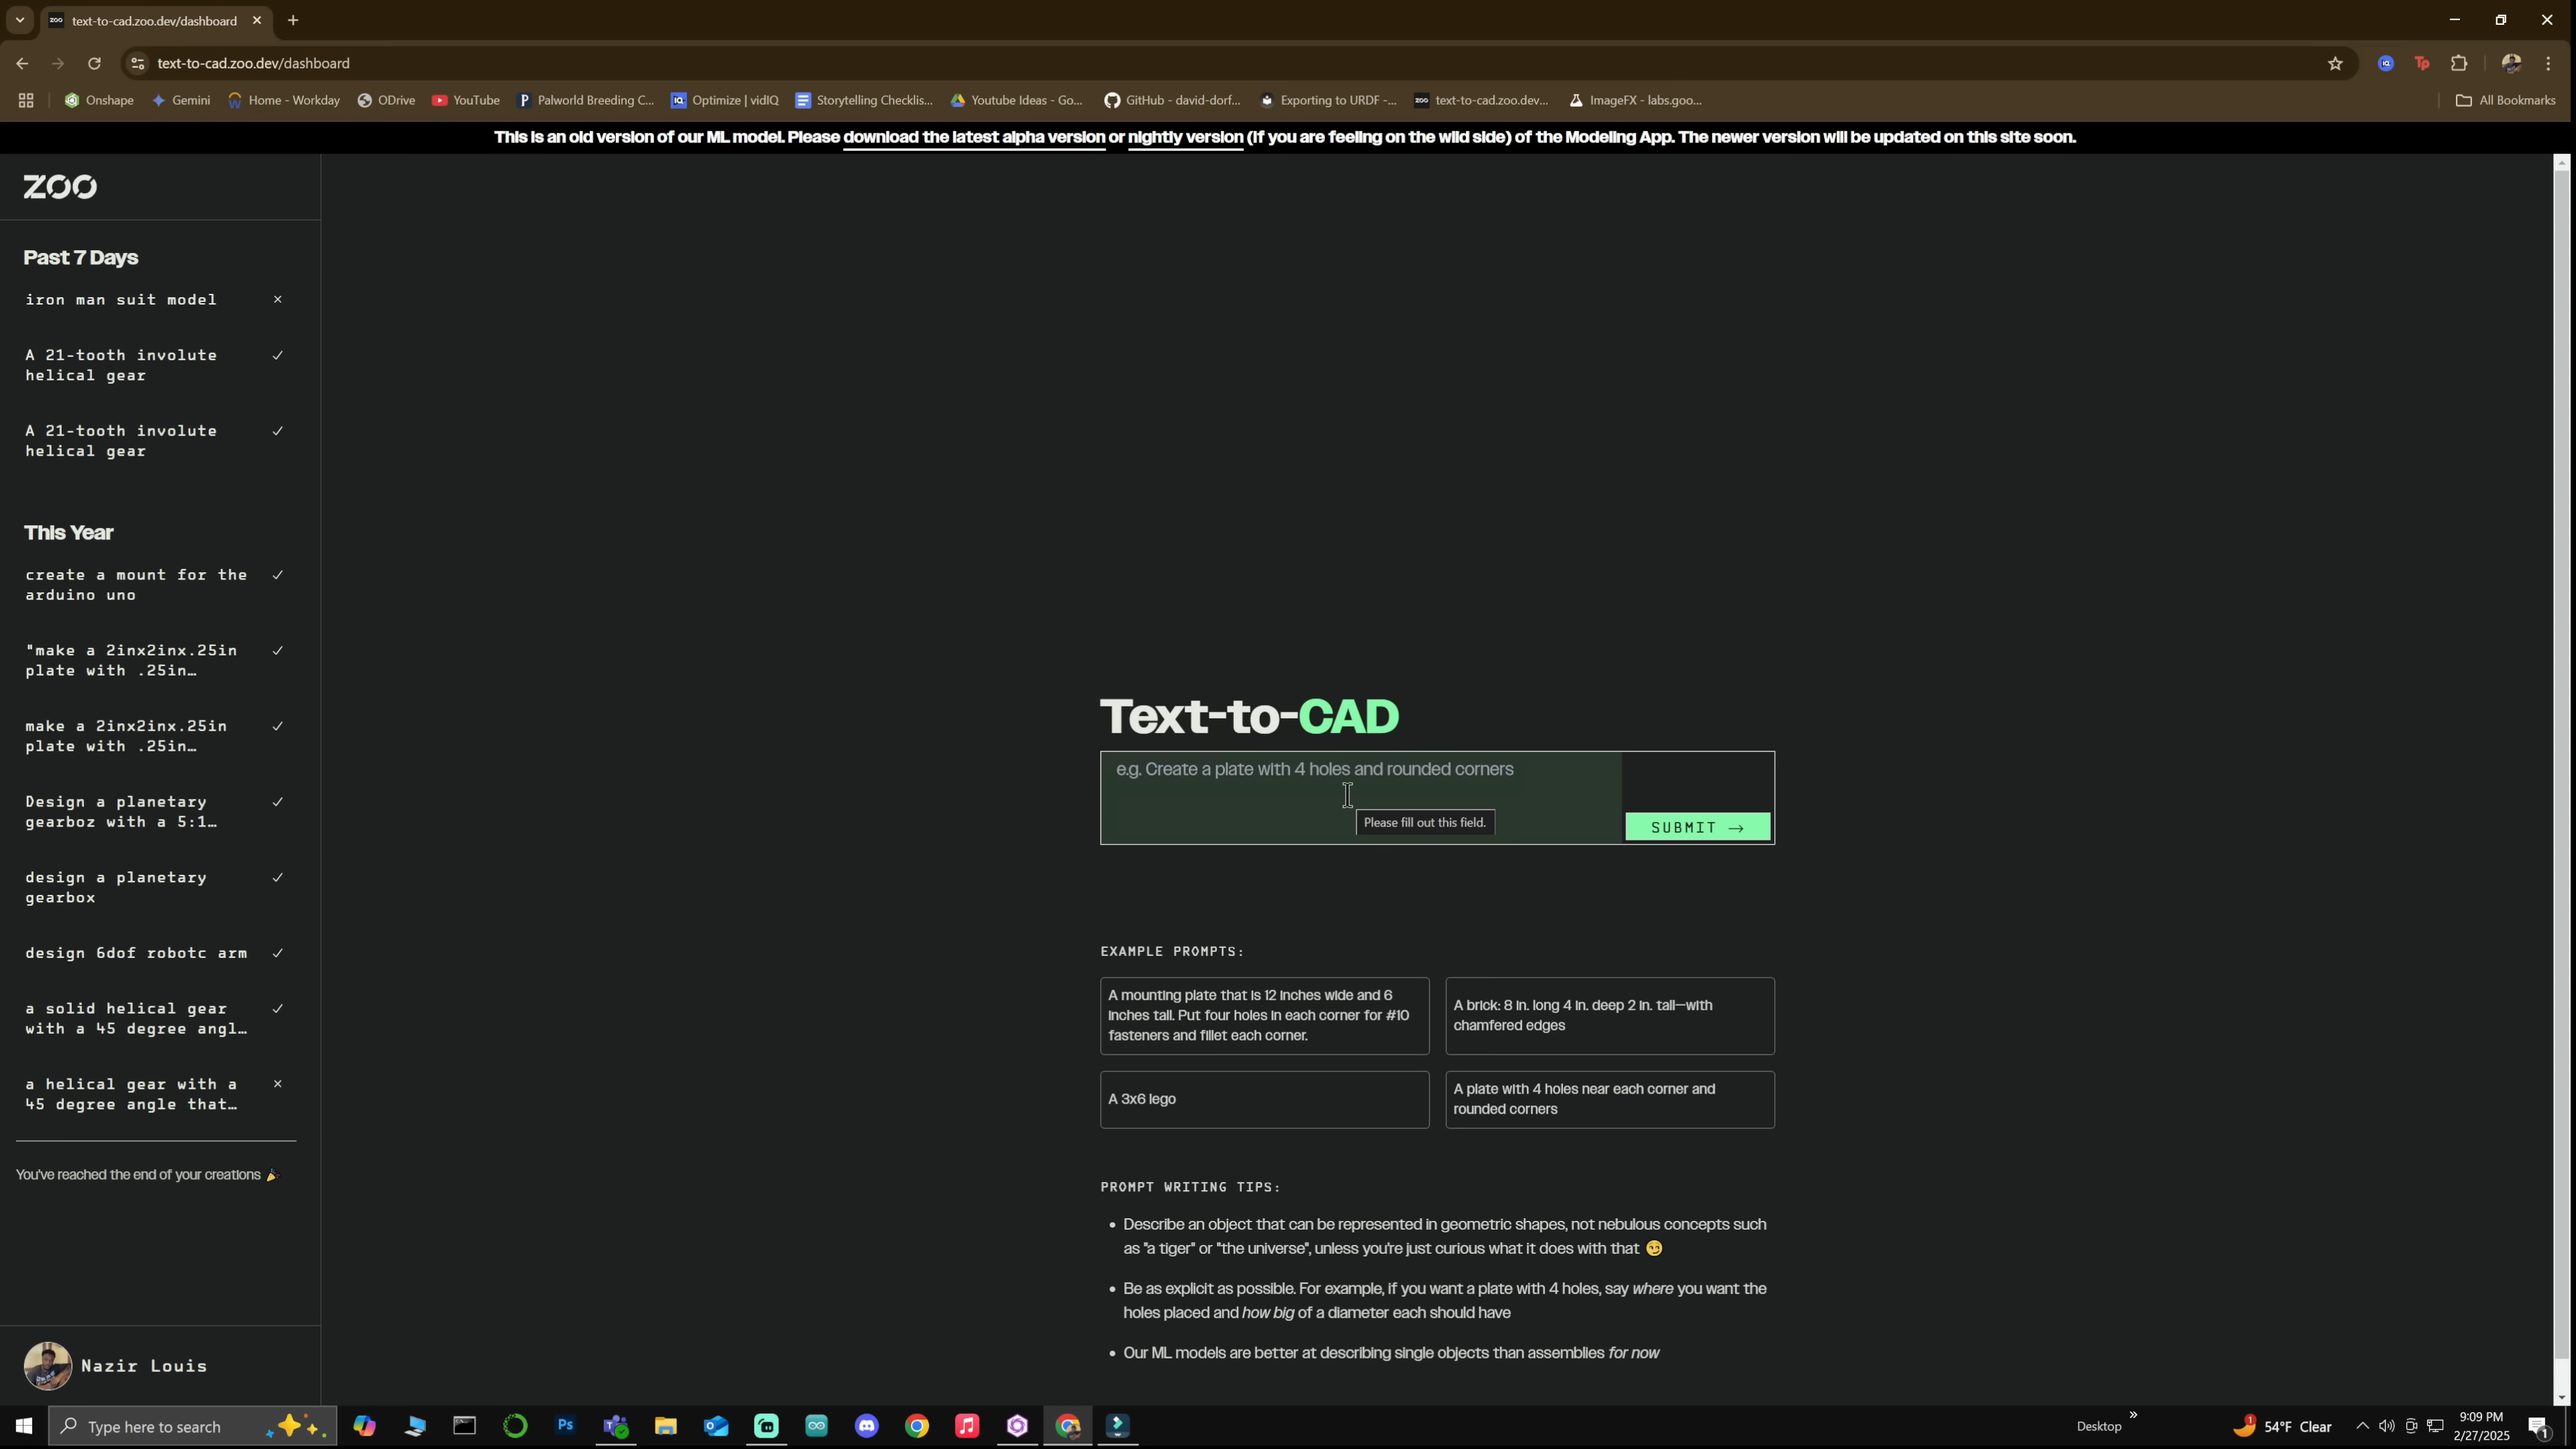 text-to-cad.zoo.dev/dashboard
text-to-cad.zoo.dev/dashboard
Onshape
Gemini
Home - Workday
ODrive
YouTube
Palworld Breeding C...
Optimize | vidIQ
Storytelling Checklis...
Youtube Ideas - Go...
GitHub - david-dorf...
Exporting to URDF -...
text-to-cad.zoo.dev...
ImageFX - labs.goo...
All Bookmarks
This is an old version of our ML model. Please download the latest alpha version or nightly version (if you are feeling on the wild side) of the Modeling App. The newer version will be updated on this site soon.
ZOO
Past 7 Days
iron man suit model
A 21-tooth involute
helical gear
A 21-tooth involute
helical gear
This Year
create a mount for the
arduino uno
"make a 2inx2inx.25in
plate with .25in…
make a 2inx2inx.25in
plate with .25in…
Design a planetary
gearboz with a 5:1…
design a planetary
gearbox
design 6dof robotc arm
a solid helical gear
with a 45 degree angl…
a helical gear with a
45 degree angle that…
You've reached the end of your creations 🎉
Nazir Louis
Text-to-CAD
e.g. Create a plate with 4 holes and rounded corners
Please fill out this field.
SUBMIT →
EXAMPLE PROMPTS:
A mounting plate that is 12 inches wide and 6
inches tall. Put four holes in each corner for #10
fasteners and fillet each corner.
A brick: 8 in. long 4 in. deep 2 in. tall—with
chamfered edges
A 3x6 lego
A plate with 4 holes near each corner and
rounded corners
PROMPT WRITING TIPS:
• Describe an object that can be represented in geometric shapes, not nebulous concepts such
as "a tiger" or "the universe", unless you're just curious what it does with that 😏
• Be as explicit as possible. For example, if you want a plate with 4 holes, say where you want the
holes placed and how big of a diameter each should have
• Our ML models are better at describing single objects than assemblies for now
Type here to search
Desktop
54°F Clear
9:09 PM
2/27/2025